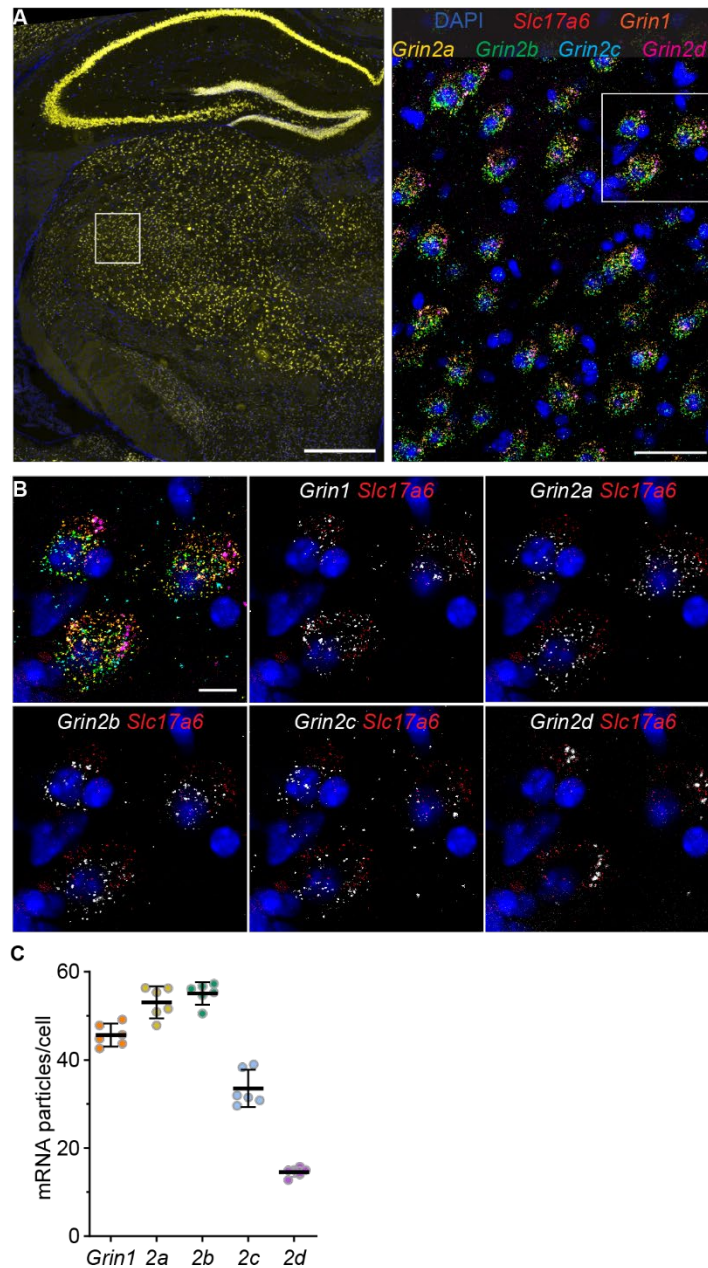 A
DAPI Slc17a6 Grin1
Grin2a Grin2b Grin2c Grin2d
B
Grin1 Slc17a6
Grin2a Slc17a6
Grin2b Slc17a6
Grin2c Slc17a6
Grin2d Slc17a6
C
mRNA particles/cell
60
40
20
0
Grin1 2a 2b 2c 2d